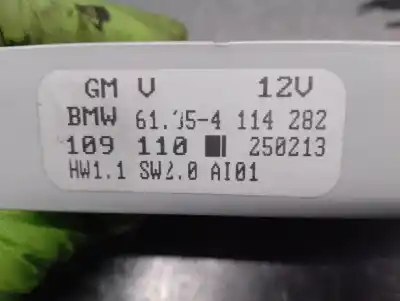 GM V 12V
BMW 61.35-4 114 282
109 110 250213
HW1.1 SW2.0 AI01